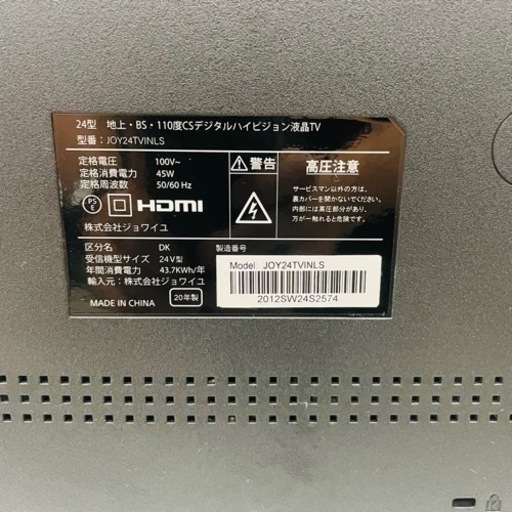 24型 地上・BS・110度CSデジタルハイビジョン液晶TV
型番：JOY24TVINLS
定格電圧 100V~
定格消費電力 45W
定格周波数 50/60 Hz
PS E HDMI
株式会社ジョワイユ
警告 高圧注意
サービスマン以外の方は、
裏カバーを開かないでください。
内部には高圧部分があり、
万が一触れると危険です。
区分名 DK
受信機型サイズ 24V型
年間消費電力 43.7KWh/年
輸入元：株式会社ジョワイユ
MADE IN CHINA 20年製
製造番号
Model: JOY24TVINLS
2012SW24S2574